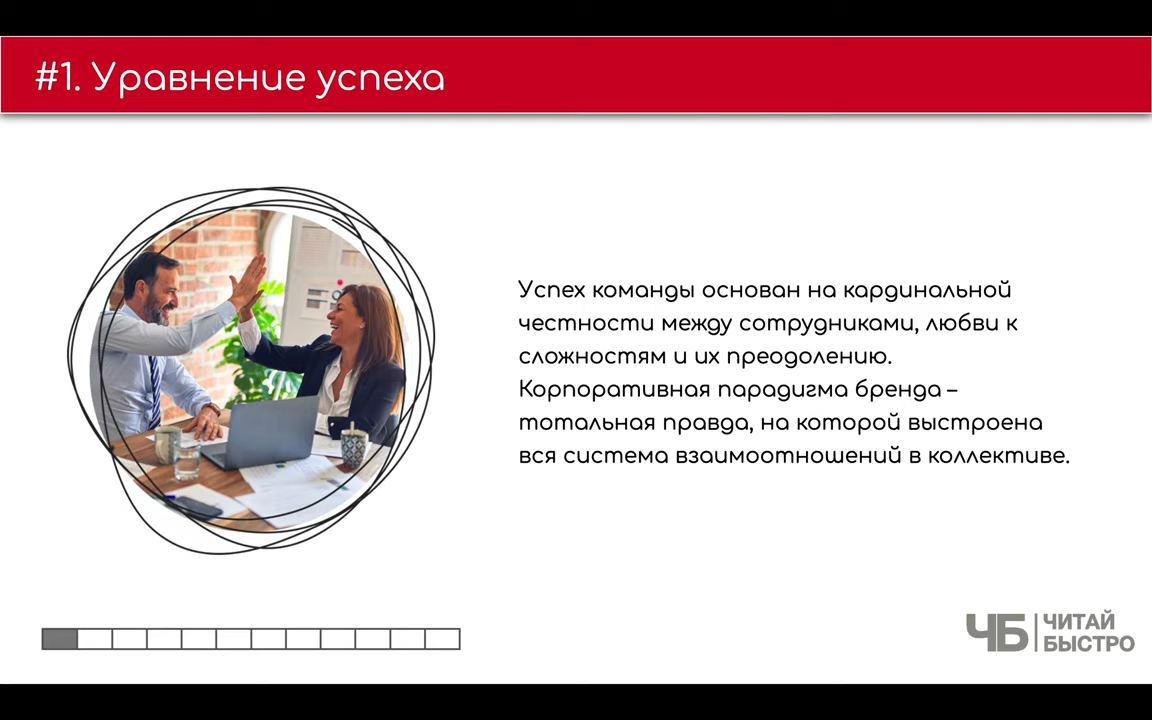 #1. Уравнение успеха
Успех команды основан на кардинальной
честности между сотрудниками, любви к
сложностям и их преодолению.
Корпоративная парадигма бренда –
тотальная правда, на которой выстроена
вся система взаимоотношений в коллективе.
ЧБ
ЧИТАЙ
БЫСТРО